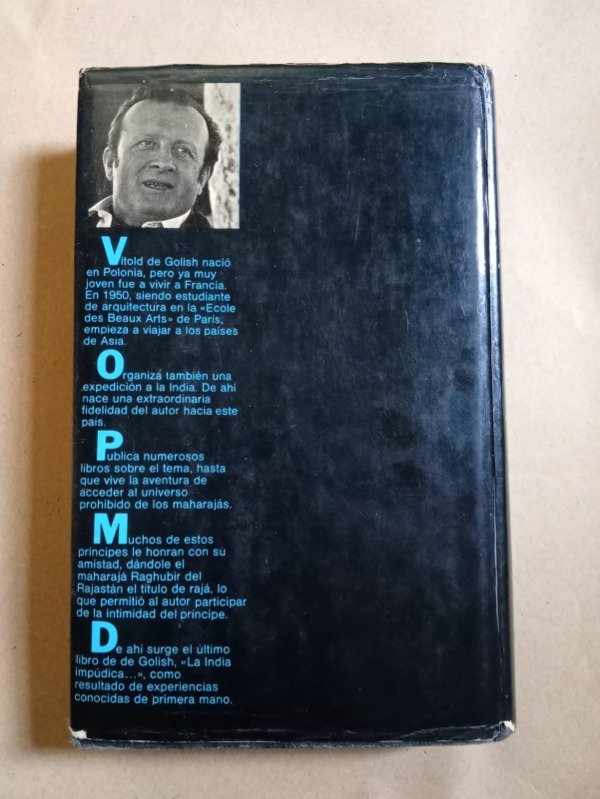 Vitold de Golish nació
en Polonia, pero ya muy
joven fue a vivir a Francia.
En 1950, siendo estudiante
de arquitectura en la «Ecole
des Beaux Arts» de Paris,
empieza a viajar a los países
de Asia.
Organiza también una
expedición a la India. De ahí
nace una extraordinaria
fidelidad del autor hacia este
país.
Publica numerosos
libros sobre el tema, hasta
que vive la aventura de
acceder al universo
prohibido de los maharajás.
Muchos de estos
príncipes le honran con su
amistad, dándole el
maharajá Raghubir del
Rajastán el título de rajá, lo
que permitió al autor participar
de la intimidad del príncipe.
De ahí surge el último
libro de de Golish, «La India
impúdica...», como
resultado de experiencias
conocidas de primera mano.